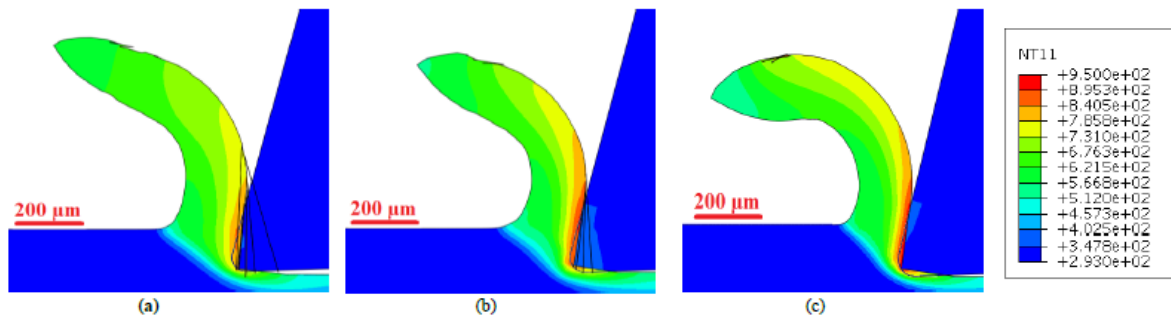 200 μm
200 μm
200 μm
(a)
(b)
(c)
NT11
+9.500e+02
+8.953e+02
+8.405e+02
+7.858e+02
+7.310e+02
+6.763e+02
+6.215e+02
+5.668e+02
+5.120e+02
+4.573e+02
+4.025e+02
+3.478e+02
+2.930e+02